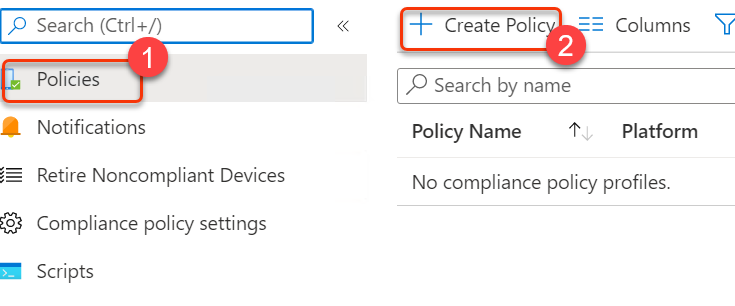 Search (Ctrl+/)
«
1
Policies
Notifications
Retire Noncompliant Devices
Compliance policy settings
Scripts
+ Create Policy
2
Columns
Search by name
Policy Name ↑↓ Platform
No compliance policy profiles.